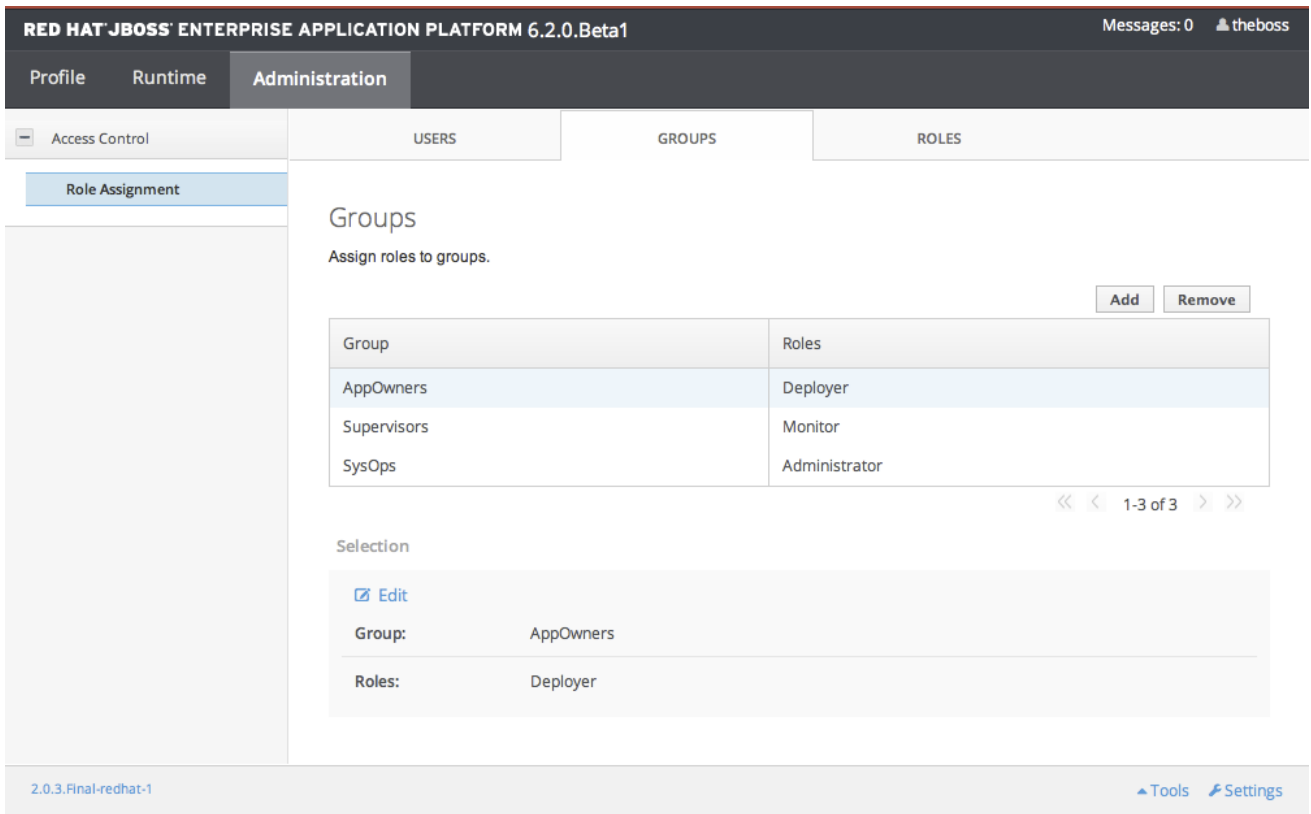 RED HAT JBOSS ENTERPRISE APPLICATION PLATFORM 6.2.0.Beta1 Messages: 0 theboss
Profile Runtime Administration
Access Control USERS GROUPS ROLES
Role Assignment
Groups
Assign roles to groups.
Add Remove
Group Roles
AppOwners Deployer
Supervisors Monitor
SysOps Administrator
1-3 of 3
Selection
Edit
Group: AppOwners
Roles: Deployer
2.0.3.Final-redhat-1 Tools Settings